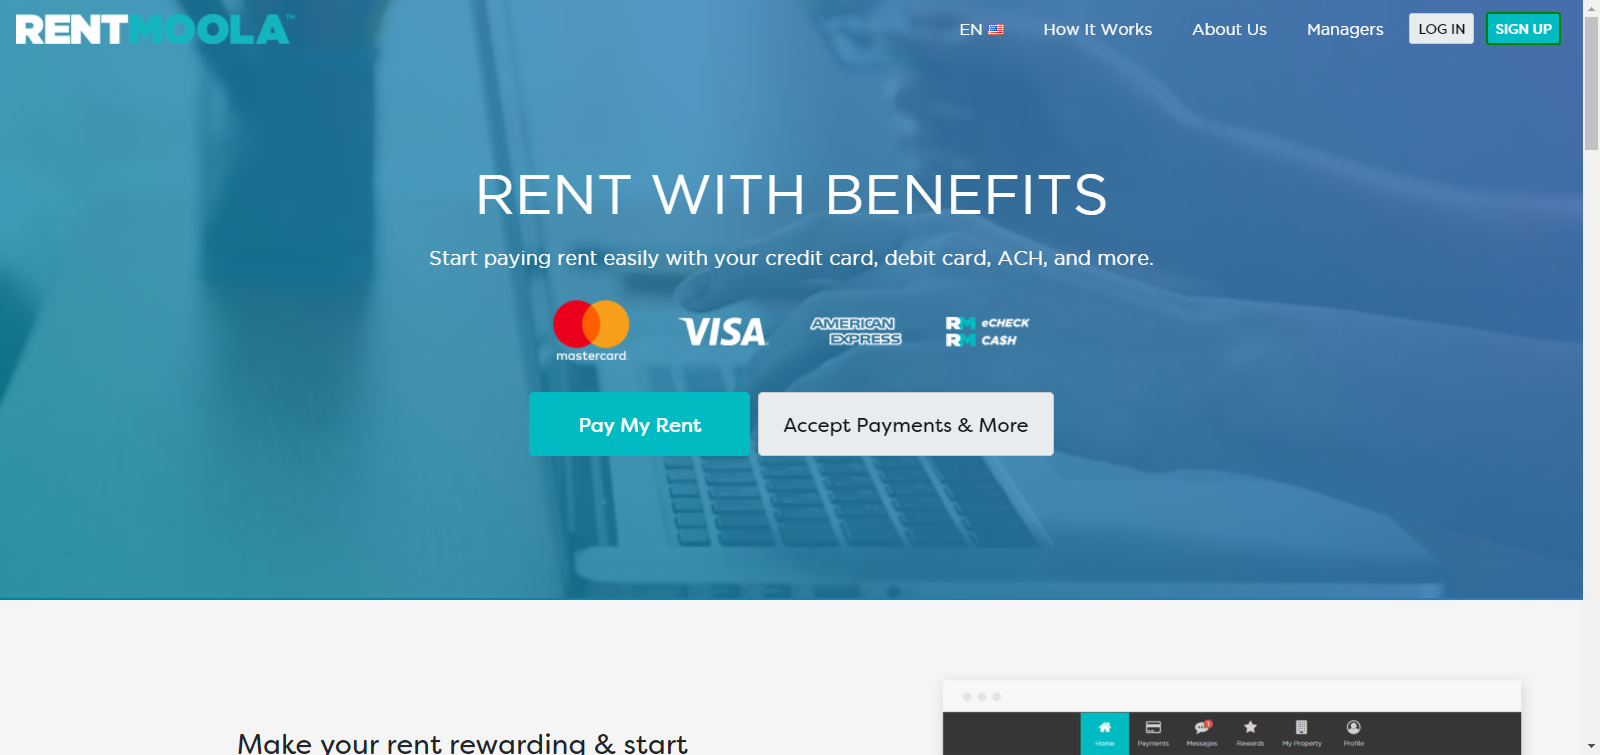 RENTMOOLA™
EN How It Works About Us Managers LOG IN SIGN UP
RENT WITH BENEFITS
Start paying rent easily with your credit card, debit card, ACH, and more.
mastercard. VISA AMERICAN EXPRESS RM eCHECK
RM CA$H
Pay My Rent Accept Payments & More
Make your rent rewarding & start
1
Home Payments Messages Rewards My Property Profile